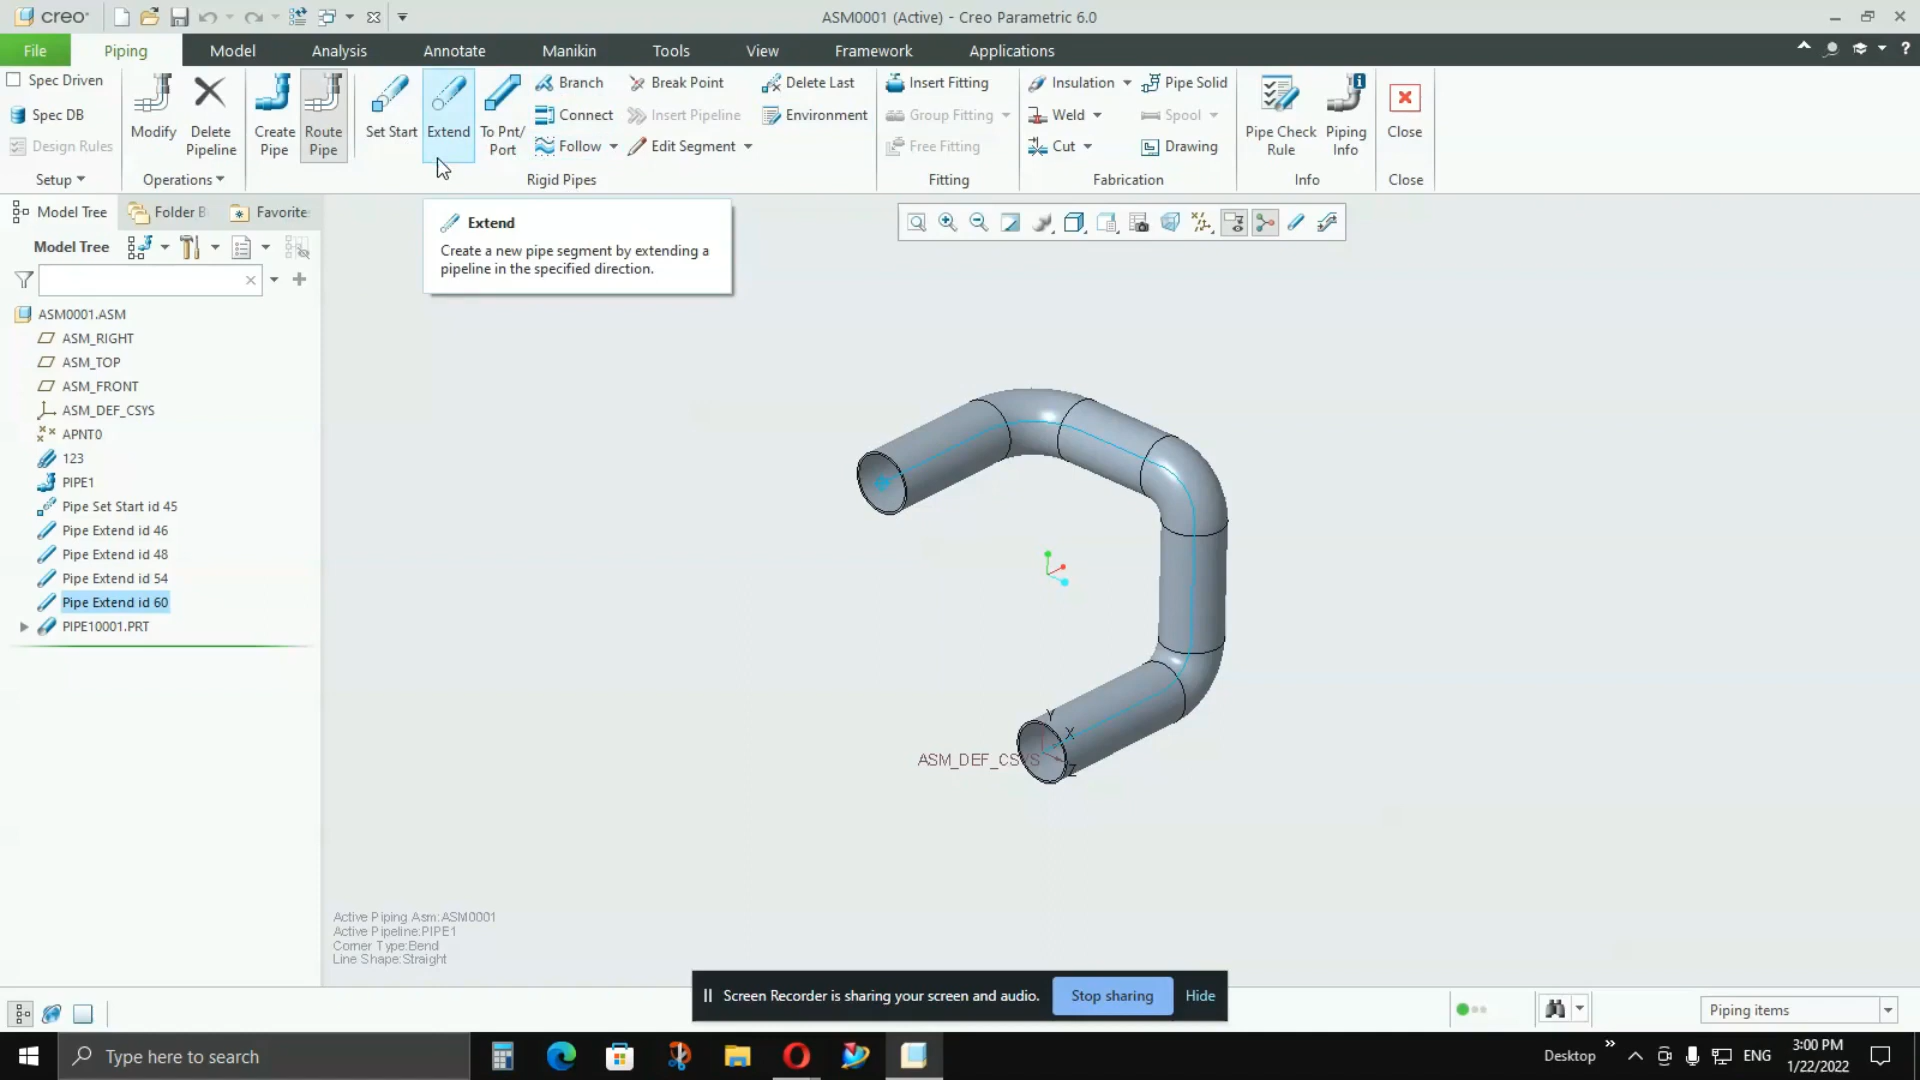 creo
ASM0001 (Active) - Creo Parametric 6.0
File
Piping
Model
Analysis
Annotate
Manikin
Tools
View
Framework
Applications
Spec Driven
Spec DB
Design Rules
Setup
Modify
Delete Pipeline
Operations
Create Pipe
Route Pipe
Set Start
Extend
To Pnt/ Port
Branch
Connect
Follow
Break Point
Insert Pipeline
Edit Segment
Delete Last
Environment
Rigid Pipes
Insert Fitting
Group Fitting
Free Fitting
Fitting
Insulation
Weld
Cut
Pipe Solid
Spool
Drawing
Fabrication
Pipe Check Rule
Piping Info
Info
Close
Close
Model Tree
Folder B
Favorite
Model Tree
Extend
Create a new pipe segment by extending a
pipeline in the specified direction.
ASM0001.ASM
ASM_RIGHT
ASM_TOP
ASM_FRONT
ASM_DEF_CSYS
APNT0
123
PIPE1
Pipe Set Start id 45
Pipe Extend id 46
Pipe Extend id 48
Pipe Extend id 54
Pipe Extend id 60
PIPE10001.PRT
Y
X
Z
ASM_DEF_CSYS
Active Piping Asm:ASM0001
Active Pipeline:PIPE1
Corner Type:Bend
Line Shape:Straight
Screen Recorder is sharing your screen and audio.
Stop sharing
Hide
Piping items
Type here to search
Desktop
ENG
3:00 PM
1/22/2022